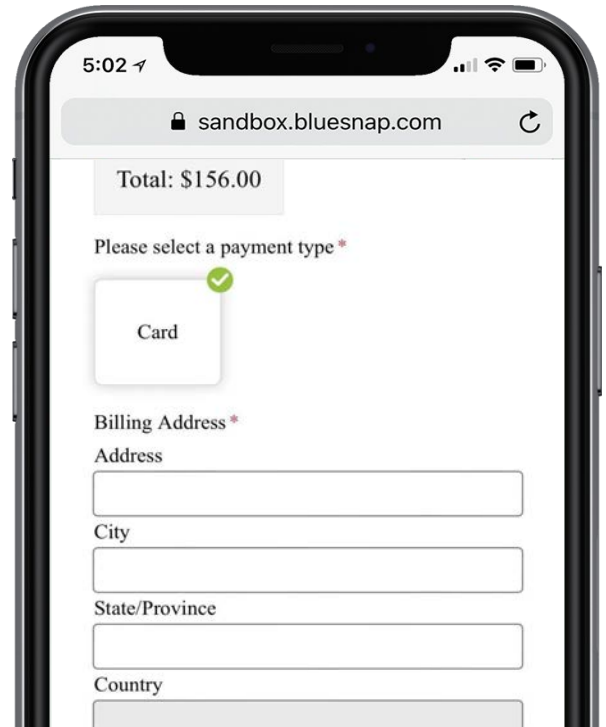 5:02
sandbox.bluesnap.com
Total: $156.00
Please select a payment type *
Card
Billing Address *
Address
City
State/Province
Country